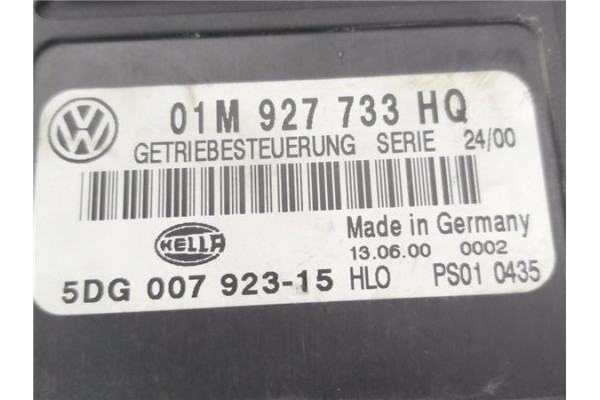 01M 927 733 HQ
GETRIEBESTEUERUNG SERIE 24/00
HELLA
Made in Germany
13.06.00 0002
5DG 007 923-15 HLO PS01 0435